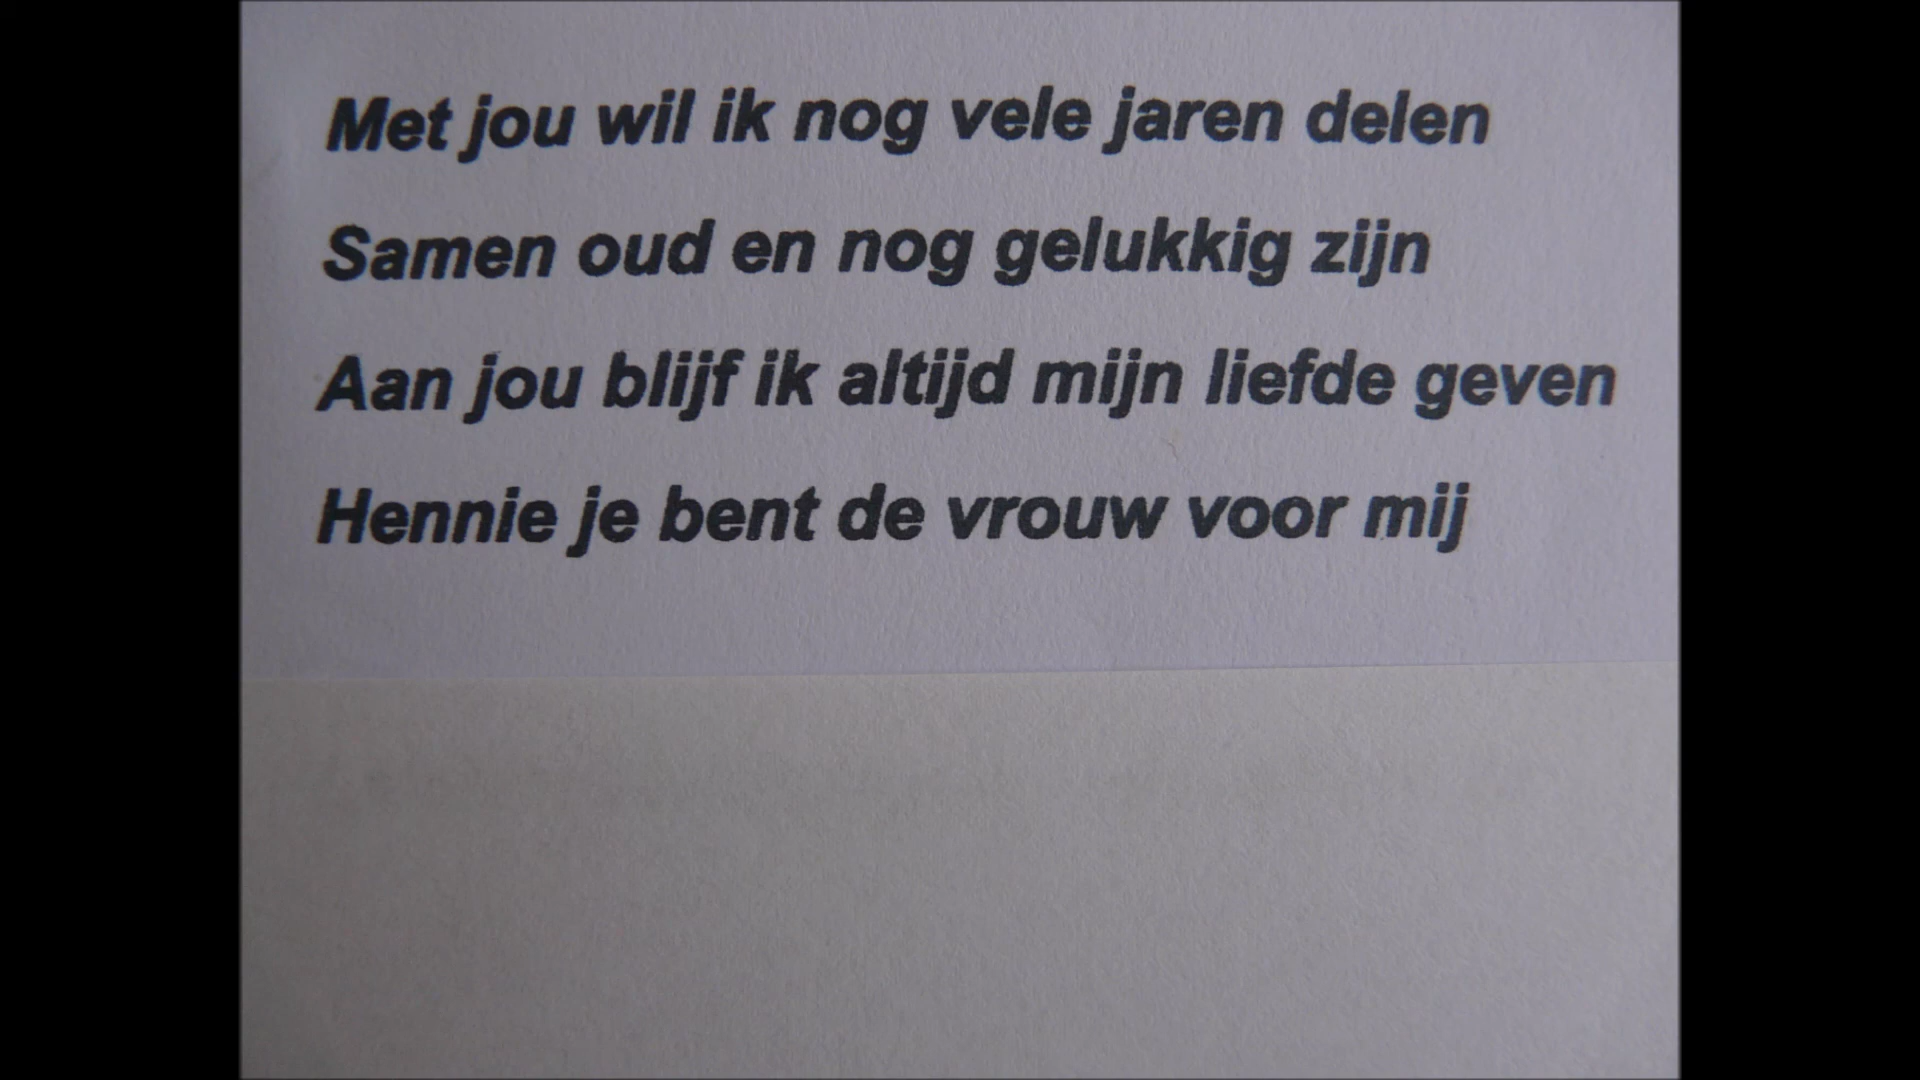 Met jou wil ik nog vele jaren delen
Samen oud en nog gelukkig zijn
Aan jou blijf ik altijd mijn liefde geven
Hennie je bent de vrouw voor mij